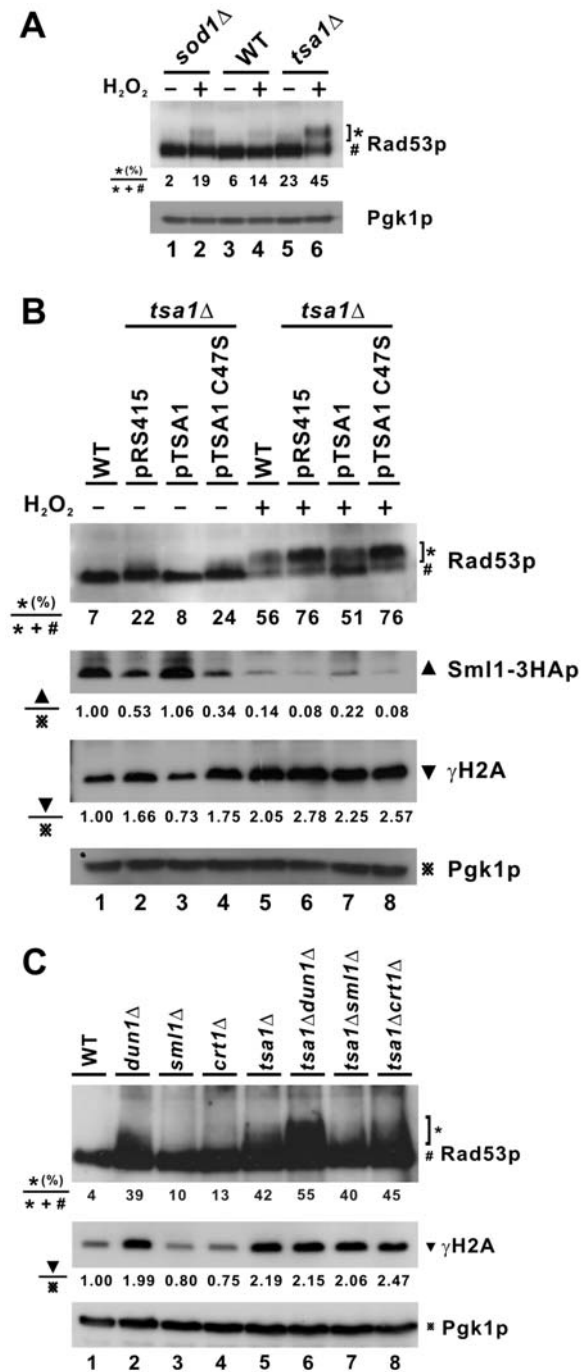 A
sod1Δ WT tsa1Δ
H₂O₂ − + − + − +
]* # Rad53p
*(%) / * + # 2 19 6 14 23 45
Pgk1p
1 2 3 4 5 6
B
tsa1Δ tsa1Δ
WT pRS415 pTSA1 pTSA1 C47S WT pRS415 pTSA1 pTSA1 C47S
H₂O₂ − − − − + + + +
]* # Rad53p
*(%) / * + # 7 22 8 24 56 76 51 76
▲ Sml1-3HAp
▲ / ※ 1.00 0.53 1.06 0.34 0.14 0.08 0.22 0.08
▼ γH2A
▼ / ※ 1.00 1.66 0.73 1.75 2.05 2.78 2.25 2.57
※ Pgk1p
1 2 3 4 5 6 7 8
C
WT dun1Δ sml1Δ crt1Δ tsa1Δ tsa1Δdun1Δ tsa1Δsml1Δ tsa1Δcrt1Δ
]* # Rad53p
*(%) / * + # 4 39 10 13 42 55 40 45
▼ γH2A
▼ / ※ 1.00 1.99 0.80 0.75 2.19 2.15 2.06 2.47
※ Pgk1p
1 2 3 4 5 6 7 8